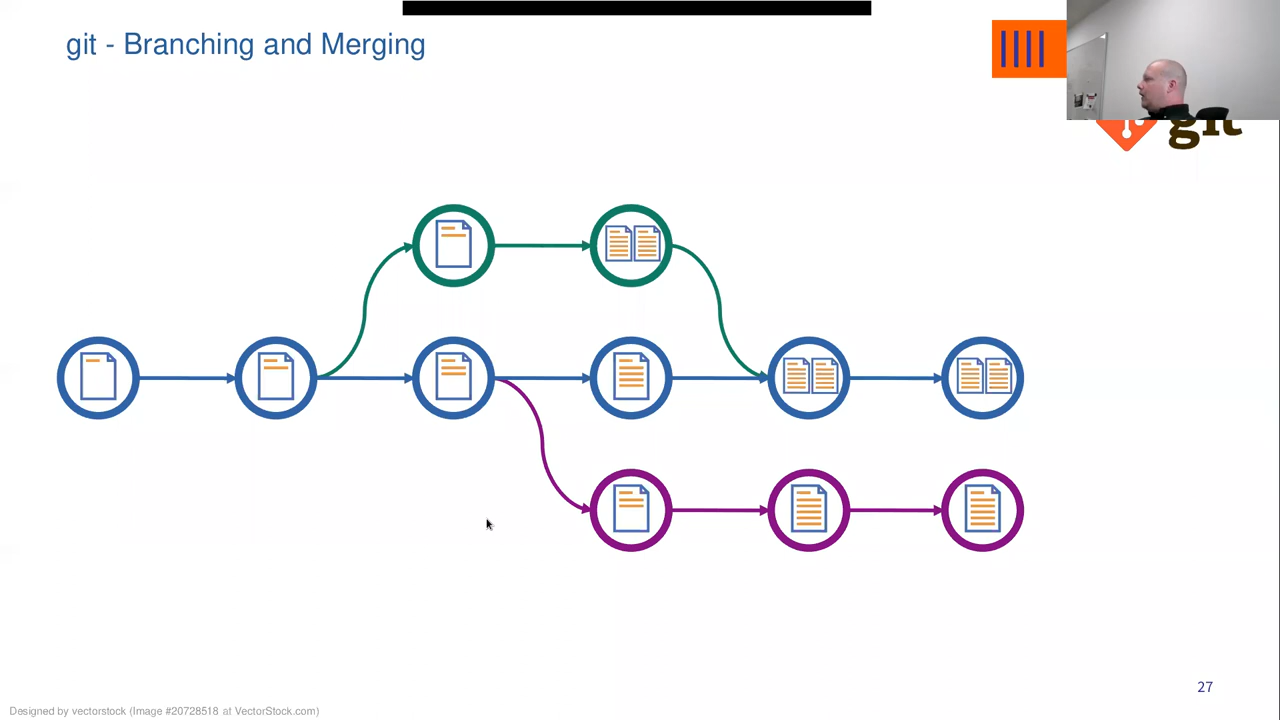 git - Branching and Merging
git
27
Designed by vectorstock (Image #20728518 at VectorStock.com)